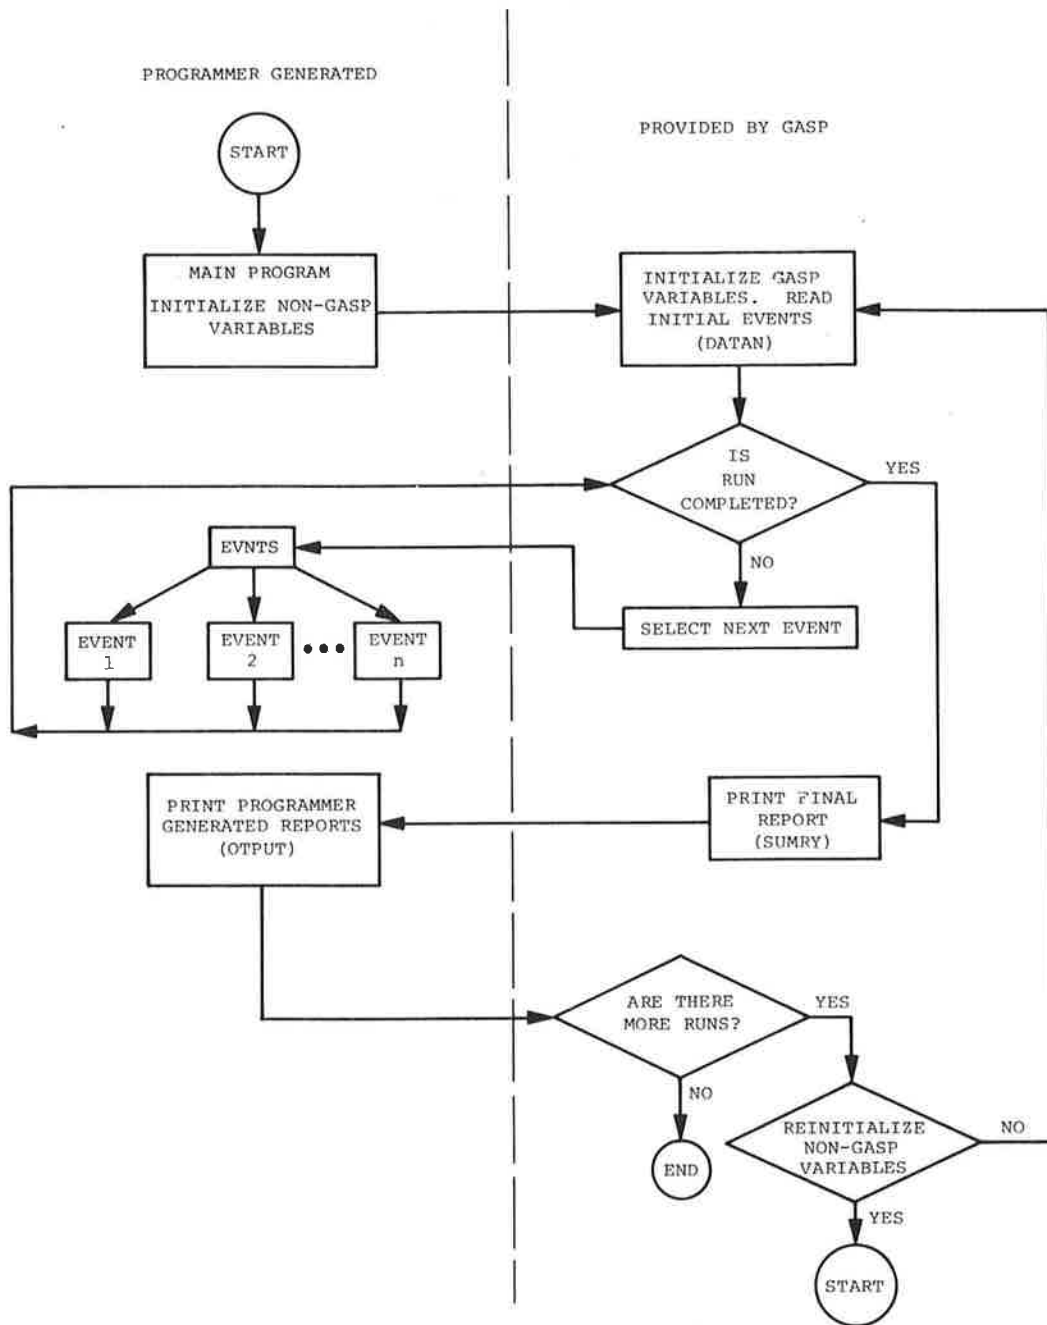 PROGRAMMER GENERATED
PROVIDED BY GASP
START
MAIN PROGRAM
INITIALIZE NON-GASP
VARIABLES
INITIALIZE GASP
VARIABLES. READ
INITIAL EVENTS
(DATAN)
IS
RUN
COMPLETED?
YES
NO
EVNTS
SELECT NEXT EVENT
EVENT
1
EVENT
2
•••
EVENT
n
PRINT PROGRAMMER
GENERATED REPORTS
(OTPUT)
PRINT FINAL
REPORT
(SUMRY)
ARE THERE
MORE RUNS?
YES
NO
END
REINITIALIZE
NON-GASP
VARIABLES
NO
YES
START